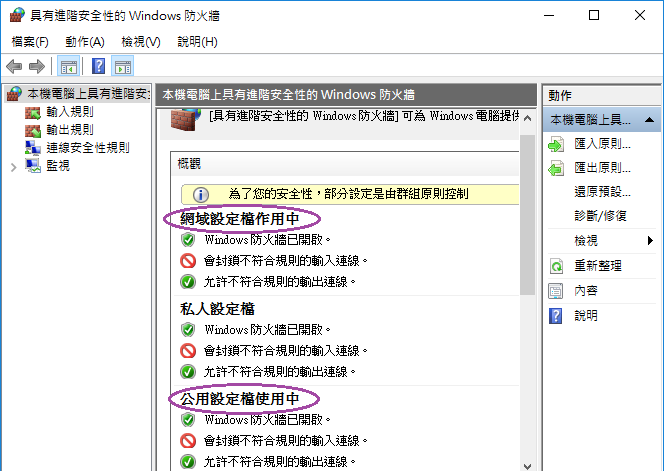 具有進階安全性的 Windows 防火牆
檔案(F) 動作(A) 檢視(V) 說明(H)
本機電腦上具有進階安
輸入規則
輸出規則
連線安全性規則
監視
本機電腦上具有進階安全性的 Windows 防火牆
[具有進階安全性的 Windows 防火牆] 可為 Windows 電腦提供
概觀
為了您的安全性，部分設定是由群組原則控制
網域設定檔作用中
Windows 防火牆已開啟。
會封鎖不符合規則的輸入連線。
允許不符合規則的輸出連線。
私人設定檔
Windows 防火牆已開啟。
會封鎖不符合規則的輸入連線。
允許不符合規則的輸出連線。
公用設定檔使用中
Windows 防火牆已開啟。
會封鎖不符合規則的輸入連線。
允許不符合規則的輸出連線。
動作
本機電腦上具...
匯入原則...
匯出原則...
還原預設...
診斷/修復
檢視
重新整理
內容
說明